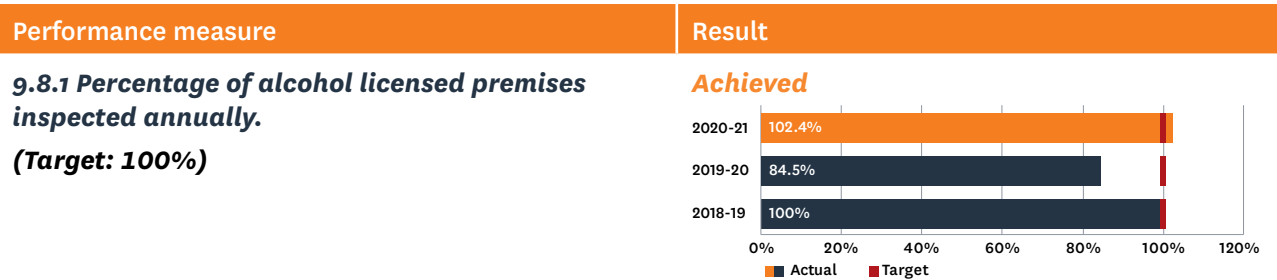 Performance measure
Result
9.8.1 Percentage of alcohol licensed premises
inspected annually.
(Target: 100%)
Achieved
2020-21 102.4%
2019-20 84.5%
2018-19 100%
0% 20% 40% 60% 80% 100% 120%
Actual Target